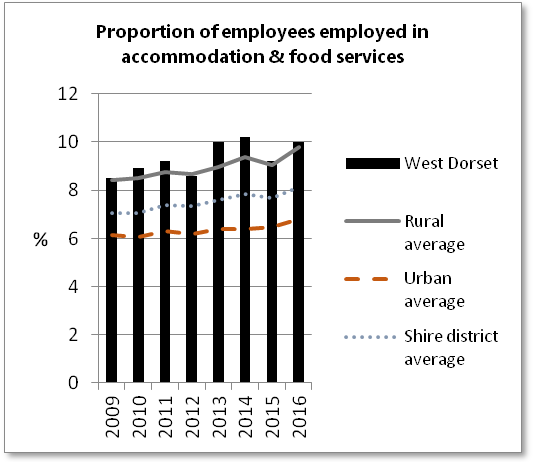 Proportion of employees employed in
accommodation & food services
12
10
8
6
4
2
0
%
2009
2010
2011
2012
2013
2014
2015
2016
West Dorset
Rural
average
Urban
average
Shire district
average